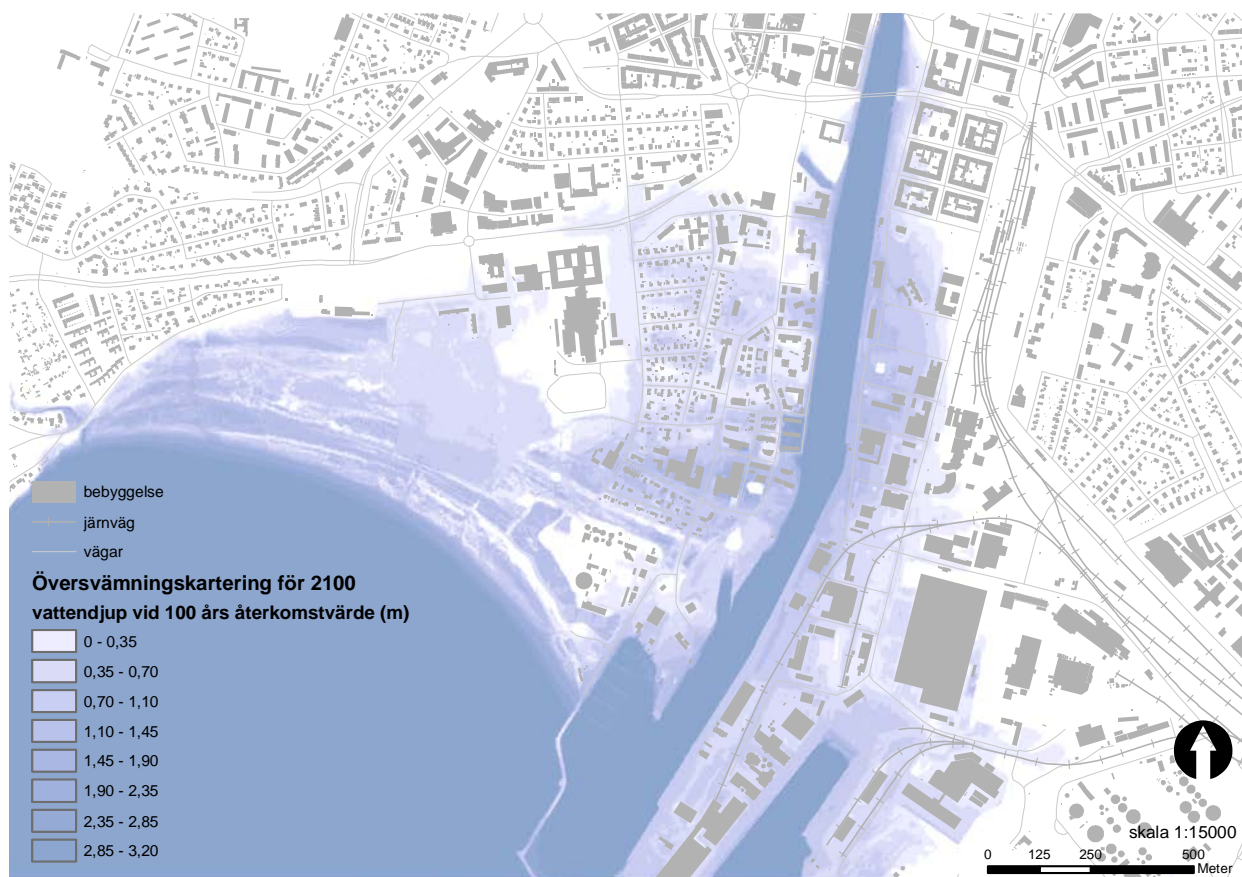 bebyggelse
järnväg
vägar
Översvämningskartering för 2100
vattendjup vid 100 års återkomstvärde (m)
0 - 0,35
0,35 - 0,70
0,70 - 1,10
1,10 - 1,45
1,45 - 1,90
1,90 - 2,35
2,35 - 2,85
2,85 - 3,20
skala 1:15000
0 125 250 500
Meter